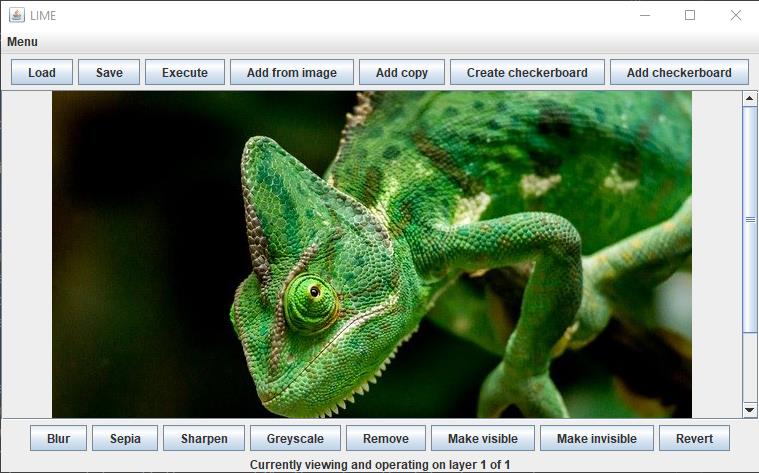 LIME
Menu
Load Save Execute Add from image Add copy Create checkerboard Add checkerboard
Blur Sepia Sharpen Greyscale Remove Make visible Make invisible Revert
Currently viewing and operating on layer 1 of 1